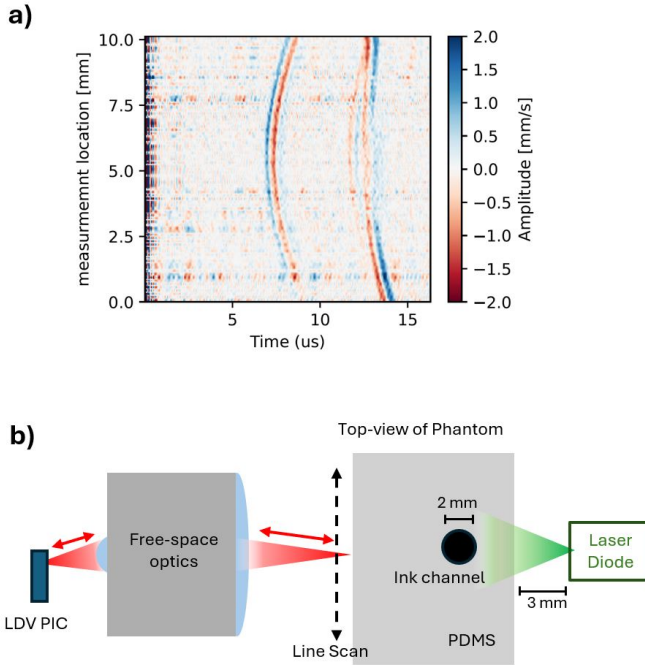 a)
10.0
7.5
5.0
2.5
0.0
measurmemnt location [mm]
5
10
15
Time (us)
2.0
1.5
1.0
0.5
0.0
−0.5
−1.0
−1.5
−2.0
Amplitude [mm/s]
b)
Top-view of Phantom
2 mm
Free-space
optics
Ink channel
Laser
Diode
3 mm
LDV PIC
Line Scan
PDMS